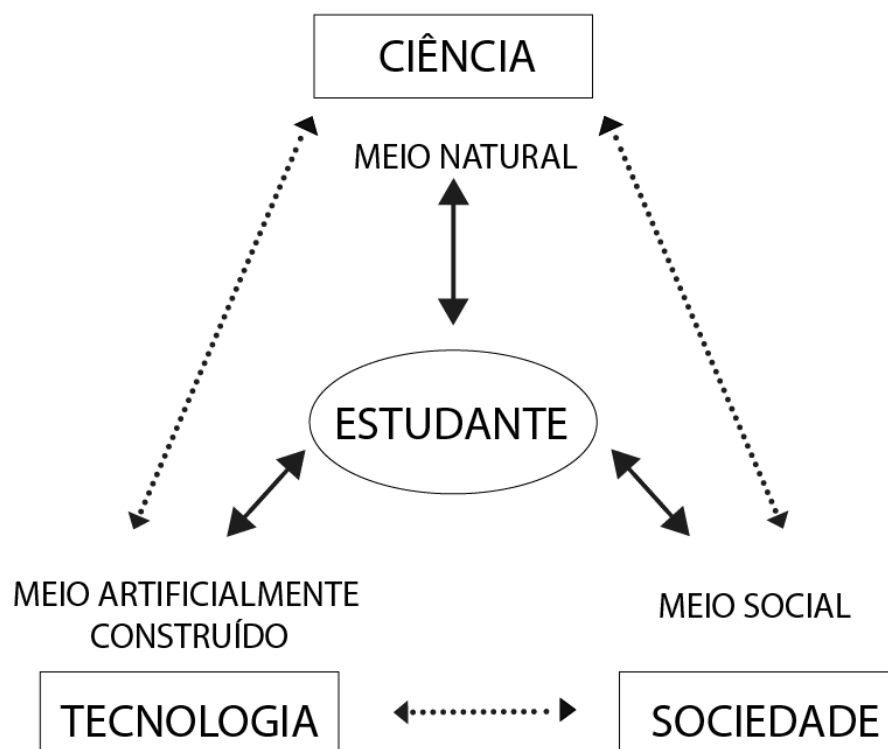 CIÊNCIA
MEIO NATURAL
ESTUDANTE
MEIO ARTIFICIALMENTE
CONSTRUÍDO
MEIO SOCIAL
TECNOLOGIA
SOCIEDADE